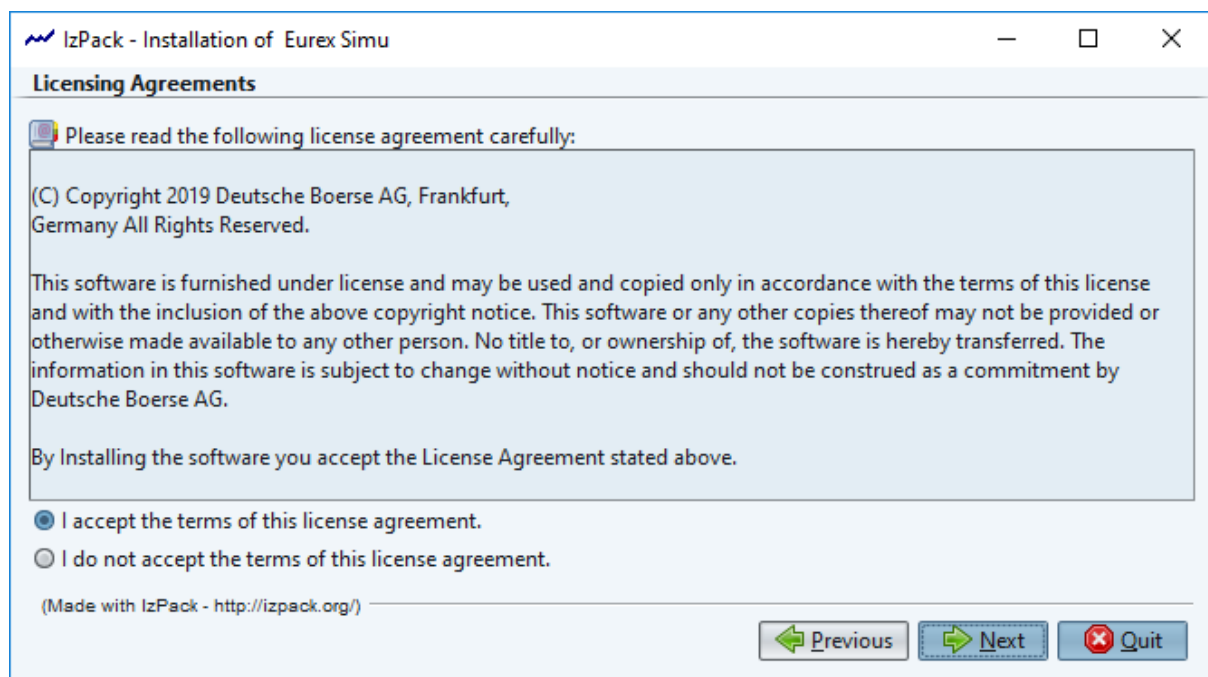 IzPack - Installation of  Eurex Simu
Licensing Agreements
Please read the following license agreement carefully:
(C) Copyright 2019 Deutsche Boerse AG, Frankfurt,
Germany All Rights Reserved.
This software is furnished under license and may be used and copied only in accordance with the terms of this license
and with the inclusion of the above copyright notice. This software or any other copies thereof may not be provided or
otherwise made available to any other person. No title to, or ownership of, the software is hereby transferred. The
information in this software is subject to change without notice and should not be construed as a commitment by
Deutsche Boerse AG.
By Installing the software you accept the License Agreement stated above.
I accept the terms of this license agreement.
I do not accept the terms of this license agreement.
(Made with IzPack - http://izpack.org/)
Previous Next Quit